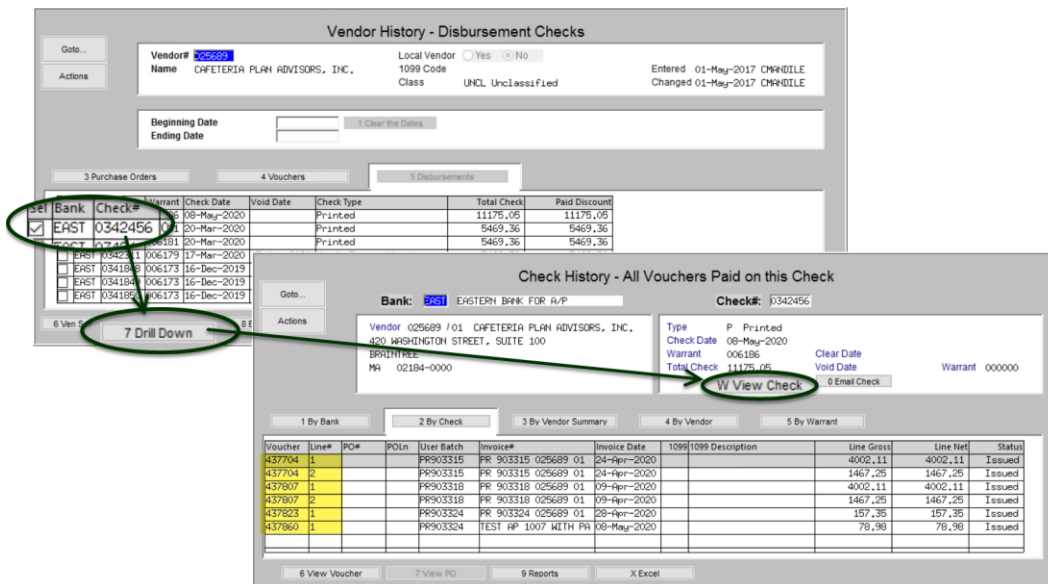 Vendor History - Disbursement Checks
Goto...
Actions
Vendor# 025689
Name CAFETERIA PLAN ADVISORS, INC.
Local Vendor Yes No
1099 Code
Class UNCL Unclassified
Entered 01-May-2017 CMANDILE
Changed 01-May-2017 CMANDILE
Beginning Date
Ending Date
1 Clear the Dates
3 Purchase Orders 4 Vouchers 5 Disbursements
Sel Bank Check# Warrant Check Date Void Date Check Type Total Check Paid Discount
08-May-2020 Printed 11175.05 11175.05
EAST 0342456 20-Mar-2020 Printed 5469.36 5469.36
20-Mar-2020 Printed 5469.36 5469.36
EAST 006179 17-Mar-2020
EAST 006173 16-Dec-2019
EAST 0341849 006173 16-Dec-2019
EAST 0341850 006173 16-Dec-2019
7 Drill Down
Check History - All Vouchers Paid on this Check
Goto...
Actions
Bank: EAST EASTERN BANK FOR A/P Check#: 0342456
Vendor 025689 /01 CAFETERIA PLAN ADVISORS, INC.
420 WASHINGTON STREET, SUITE 100
BRAINTREE
MA 02184-0000
Type P Printed
Check Date 08-May-2020
Warrant 006186 Clear Date
Total Check 11175.05 Void Date Warrant 000000
W View Check 0 Email Check
1 By Bank 2 By Check 3 By Vendor Summary 4 By Vendor 5 By Warrant
Voucher Line# PO# POLn User Batch Invoice# Invoice Date 1099 1099 Description Line Gross Line Net Status
437704 1 PR903315 PR 903315 025689 01 24-Apr-2020 4002.11 4002.11 Issued
437704 2 PR903315 PR 903315 025689 01 24-Apr-2020 1467.25 1467.25 Issued
437807 1 PR903318 PR 903318 025689 01 09-Apr-2020 4002.11 4002.11 Issued
437807 2 PR903318 PR 903318 025689 01 09-Apr-2020 1467.25 1467.25 Issued
437823 1 PR903324 PR 903324 025689 01 28-Apr-2020 157.35 157.35 Issued
437860 1 PR903324 TEST AP 1007 WITH PA 08-May-2020 78.98 78.98 Issued
6 View Voucher 7 View PO 9 Reports X Excel